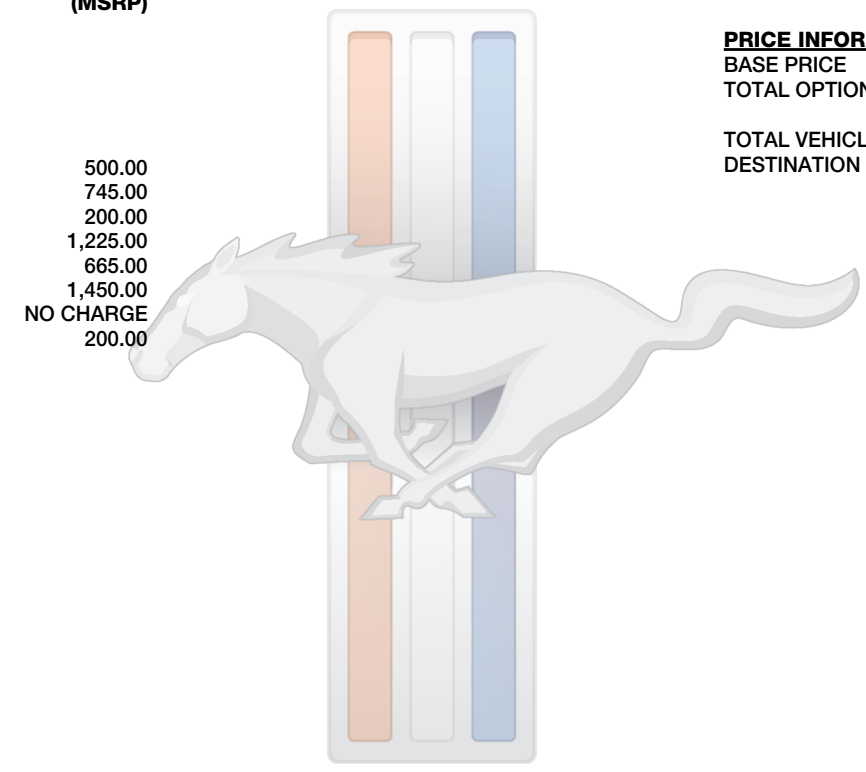 (MSRP)
500.00
745.00
200.00
1,225.00
665.00
1,450.00
NO CHARGE
200.00
PRICE INFOR
BASE PRICE
TOTAL OPTION
TOTAL VEHICL
DESTINATION